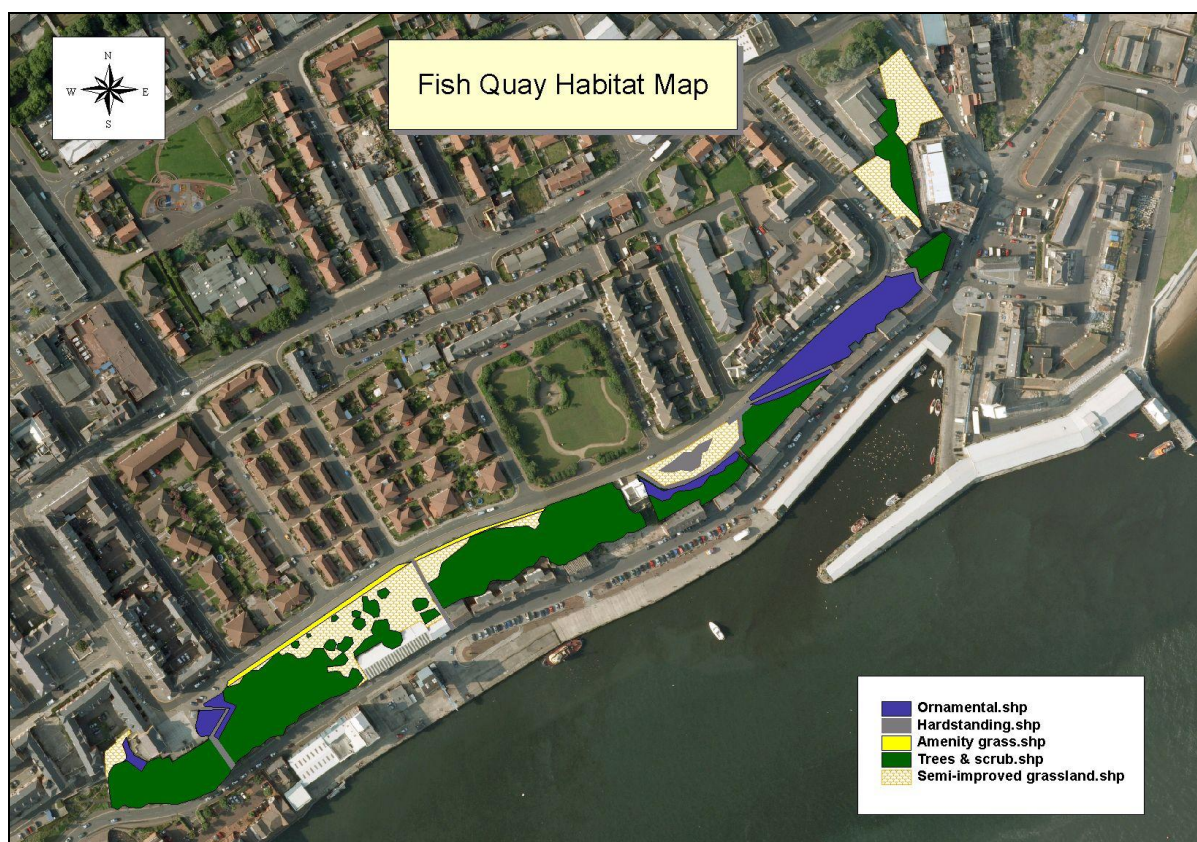 N
W E
S
Fish Quay Habitat Map
Ornamental.shp
Hardstanding.shp
Amenity grass.shp
Trees & scrub.shp
Semi-improved grassland.shp